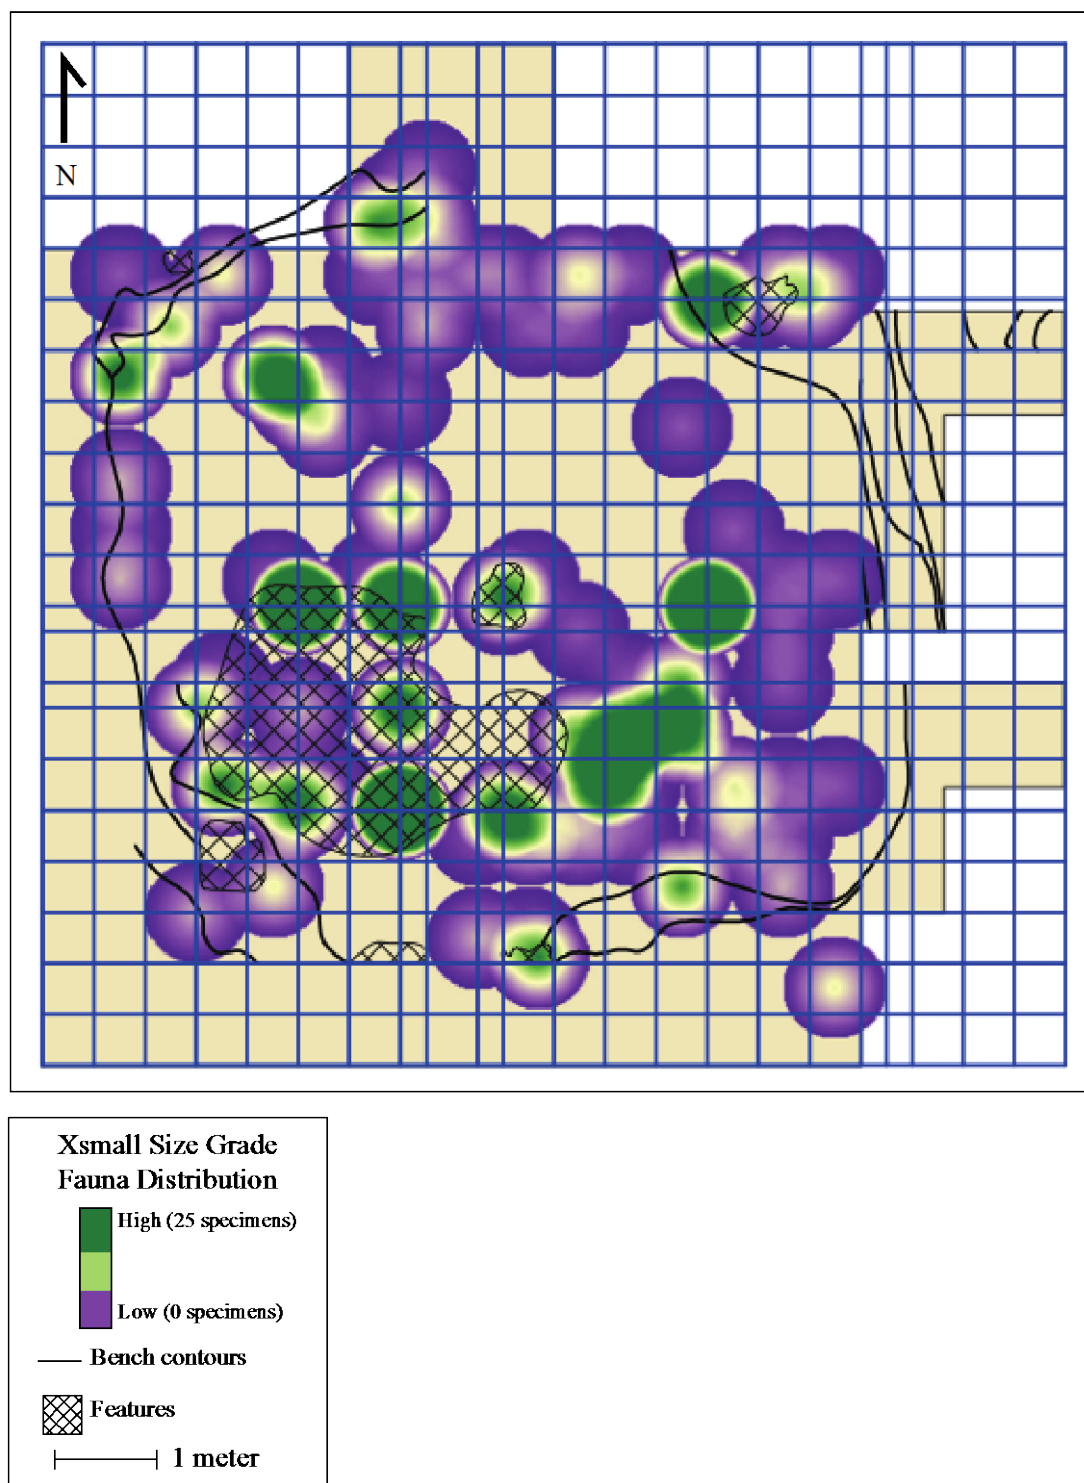 N
Xsmall Size Grade
Fauna Distribution
High (25 specimens)
Low (0 specimens)
Bench contours
Features
1 meter